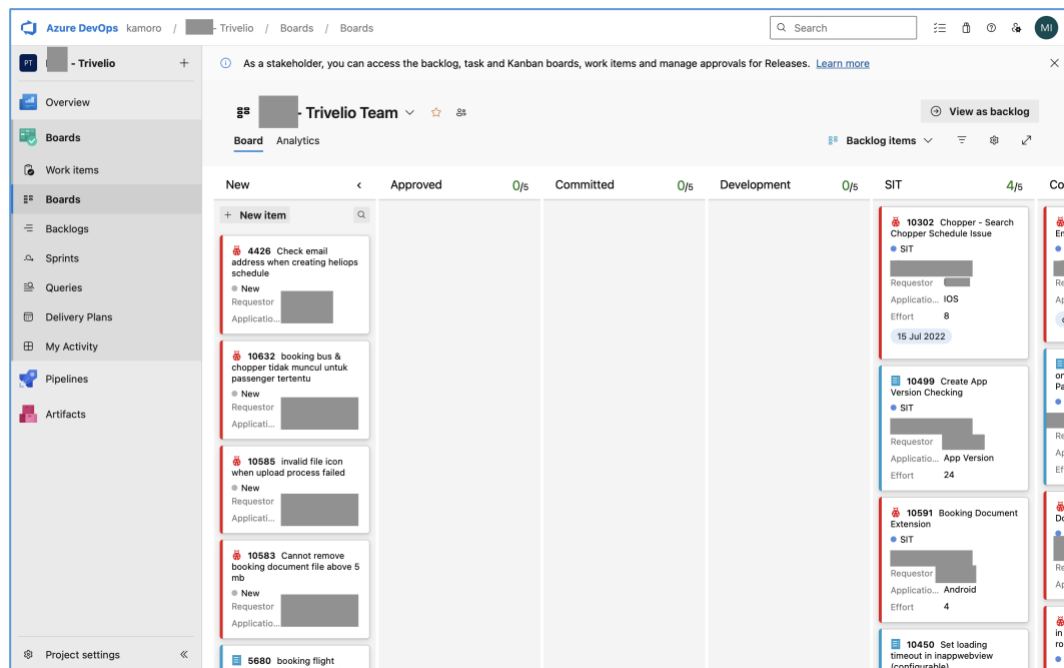 Azure DevOps kamoro / - Trivelio / Boards / Boards
Search
MI
PT - Trivelio
As a stakeholder, you can access the backlog, task and Kanban boards, work items and manage approvals for Releases. Learn more
Overview
Boards
Work items
Boards
Backlogs
Sprints
Queries
Delivery Plans
My Activity
Pipelines
Artifacts
Project settings
- Trivelio Team
View as backlog
Board Analytics
Backlog items
New
Approved 0/5
Committed 0/5
Development 0/5
SIT 4/5
Co
New item
4426 Check email
address when creating heliops
schedule
New
Requestor
Applicatio...
10632 booking bus &
chopper tidak muncul untuk
passenger tertentu
New
Requestor
Applicati...
10585 invalid file icon
when upload process failed
New
Requestor
Applicati...
10583 Cannot remove
booking document file above 5
mb
New
Requestor
Applicatio...
5680 booking flight
10302 Chopper - Search
Chopper Schedule Issue
SIT
Requestor
Applicatio... IOS
Effort 8
15 Jul 2022
10499 Create App
Version Checking
SIT
Requestor
Applicatio... App Version
Effort 24
10591 Booking Document
Extension
SIT
Requestor
Applicatio... Android
Effort 4
10450 Set loading
timeout in inappwebview
(configurable)